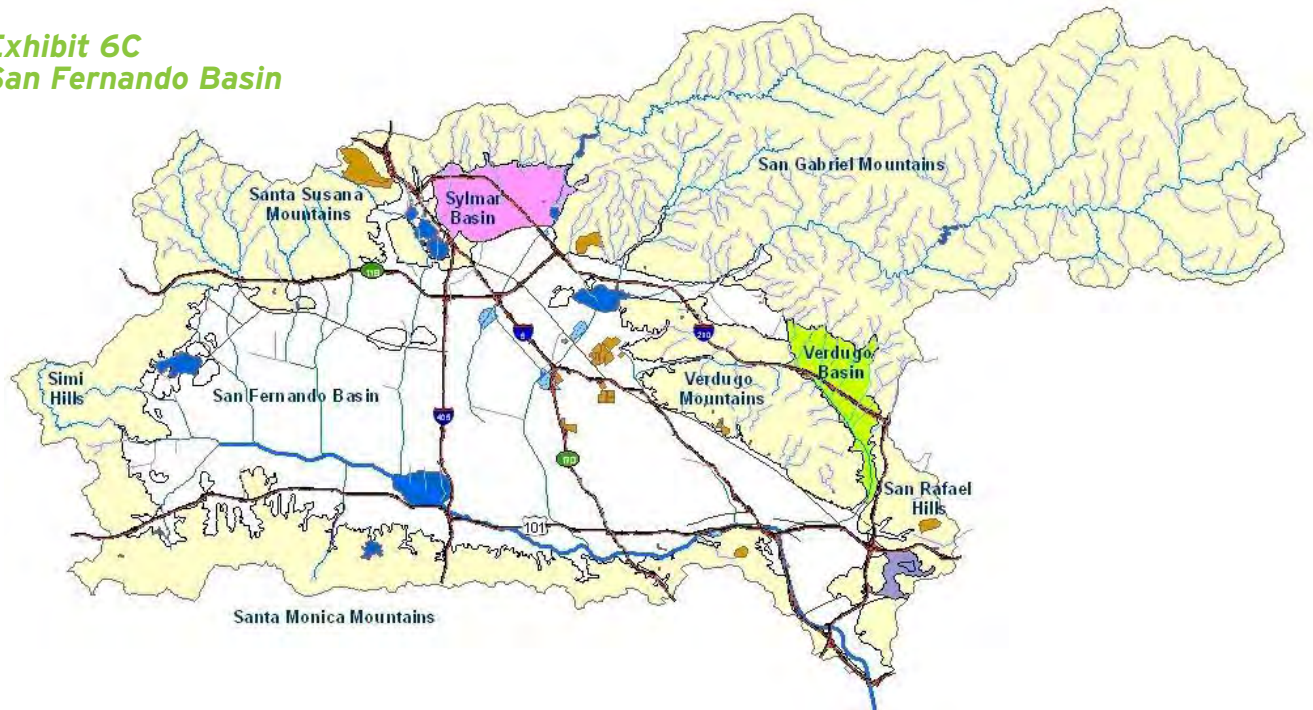 Exhibit 6C
San Fernando Basin
San Gabriel Mountains
Santa Susana
Mountains
Sylmar
Basin
118
5
210
Verdugo
Basin
Simi
Hills
San Fernando Basin
Verdugo
Mountains
405
170
San Rafael
Hills
101
Santa Monica Mountains